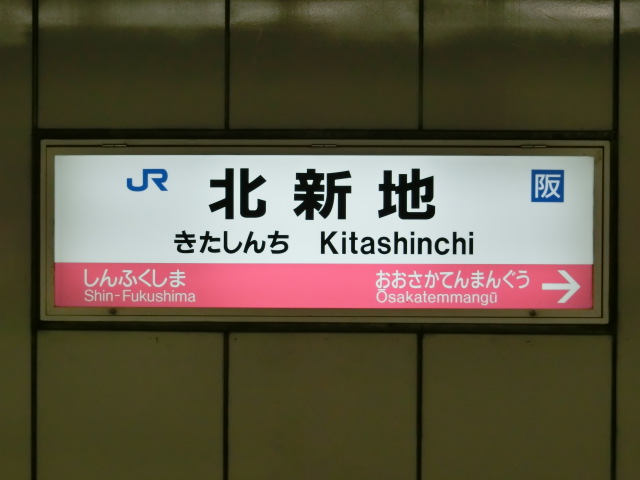 JR 北新地 阪
きたしんち Kitashinchi
しんふくしま おおさかてんまんぐう →
Shin-Fukushima Ōsakatemmangū